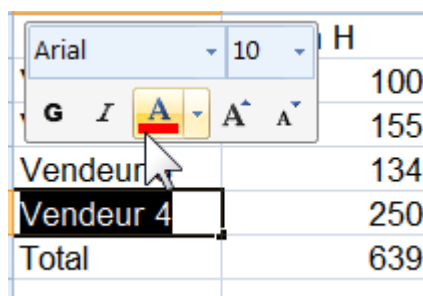 Arial 10 H
G I A A A
100
155
Vendeur 134
Vendeur 4 250
Total 639